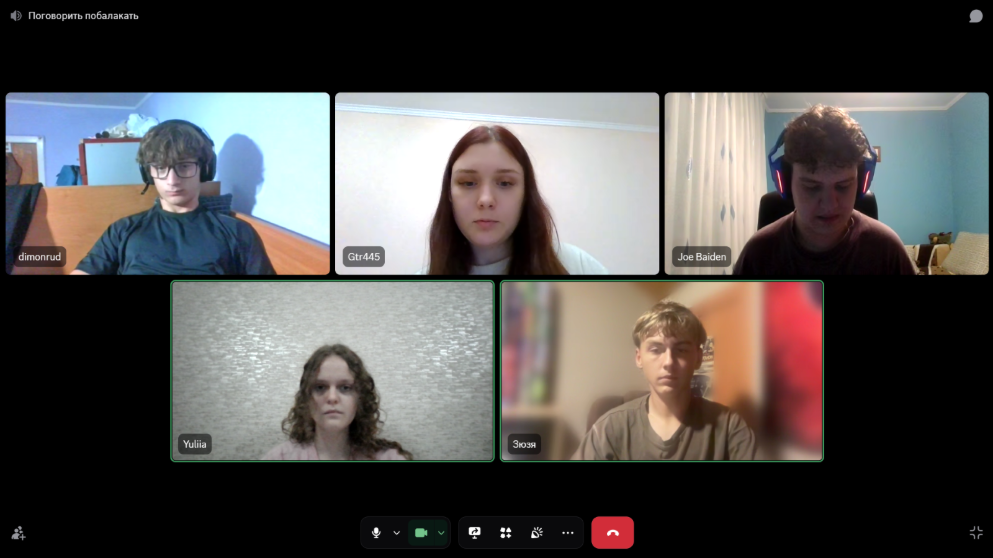 Поговорить побалакать
dimonrud
Gtr445
Joe Baiden
Yuliia
Зюзя